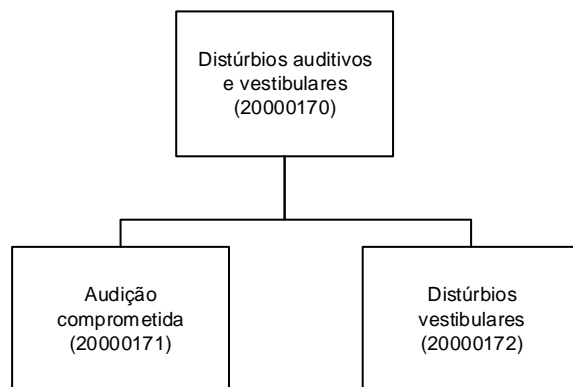 Distúrbios auditivos
e vestibulares
(20000170)
Audição
comprometida
(20000171)
Distúrbios
vestibulares
(20000172)